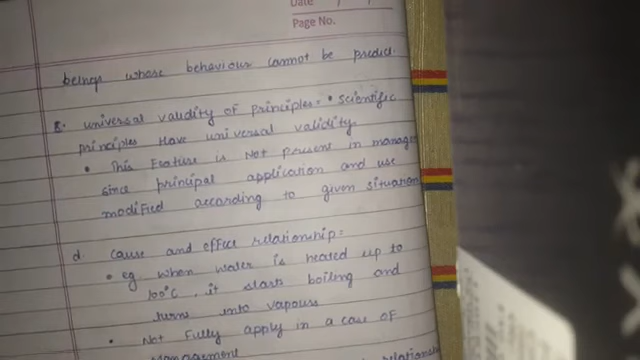 Date / /
Page No.
beings whose behaviour cannot be predict.
universal validity of principles = • scientific
principles Have universal validity.
• This Feature is Not present in manage
since principal application and use
modified according to given situation
d. cause and effect relationship =
• eg when water is heated up to
100°C, it starts boiling and
turns into vapours
• Not Fully apply in a case of
Management
relationsh